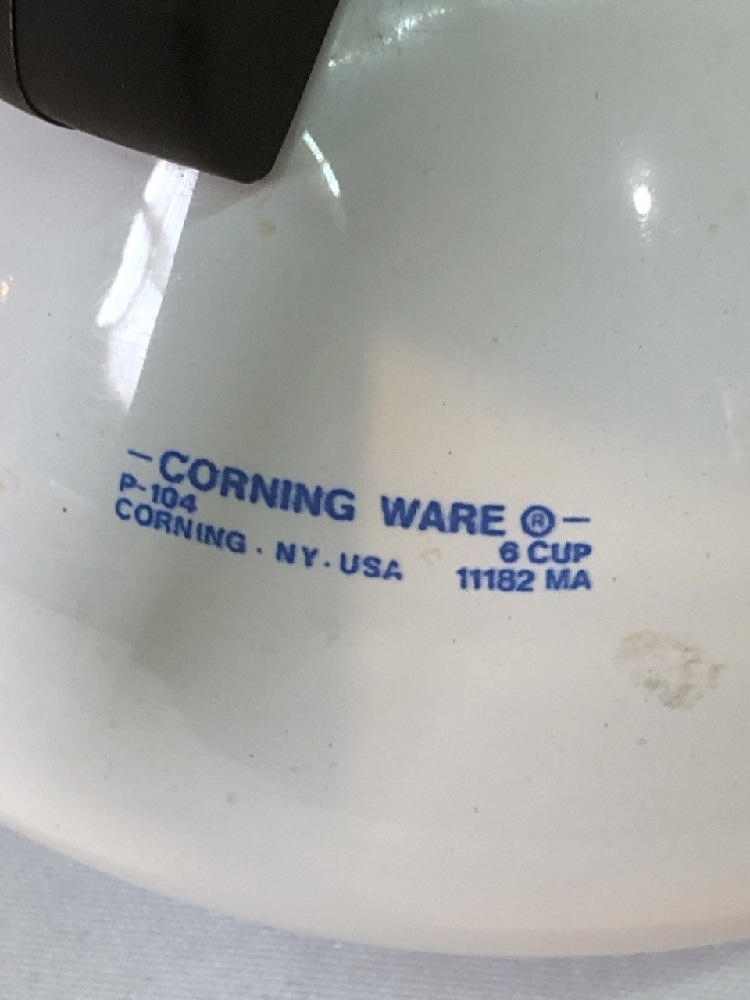 -CORNING WARE ®-
P-104 6 CUP
CORNING . NY . USA 11182 MA